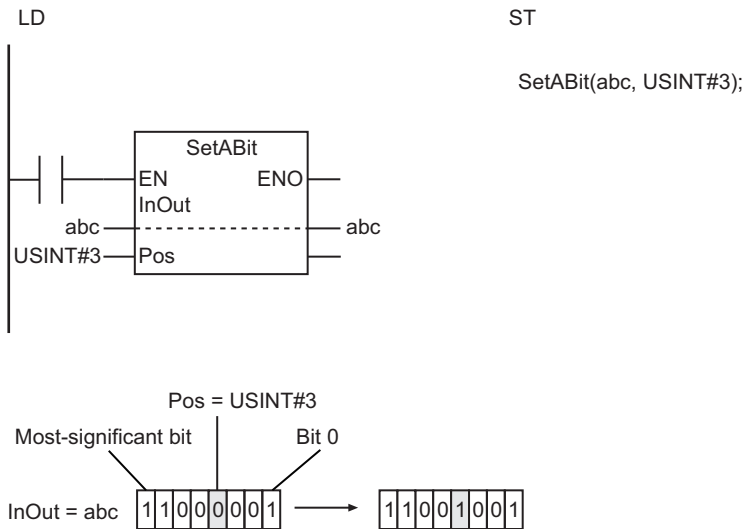 LD
ST
SetABit(abc, USINT#3);
SetABit
EN ENO
InOut
abc abc
USINT#3 Pos
Pos = USINT#3
Most-significant bit Bit 0
InOut = abc 1 1 0 0 0 0 0 1 1 1 0 0 1 0 0 1